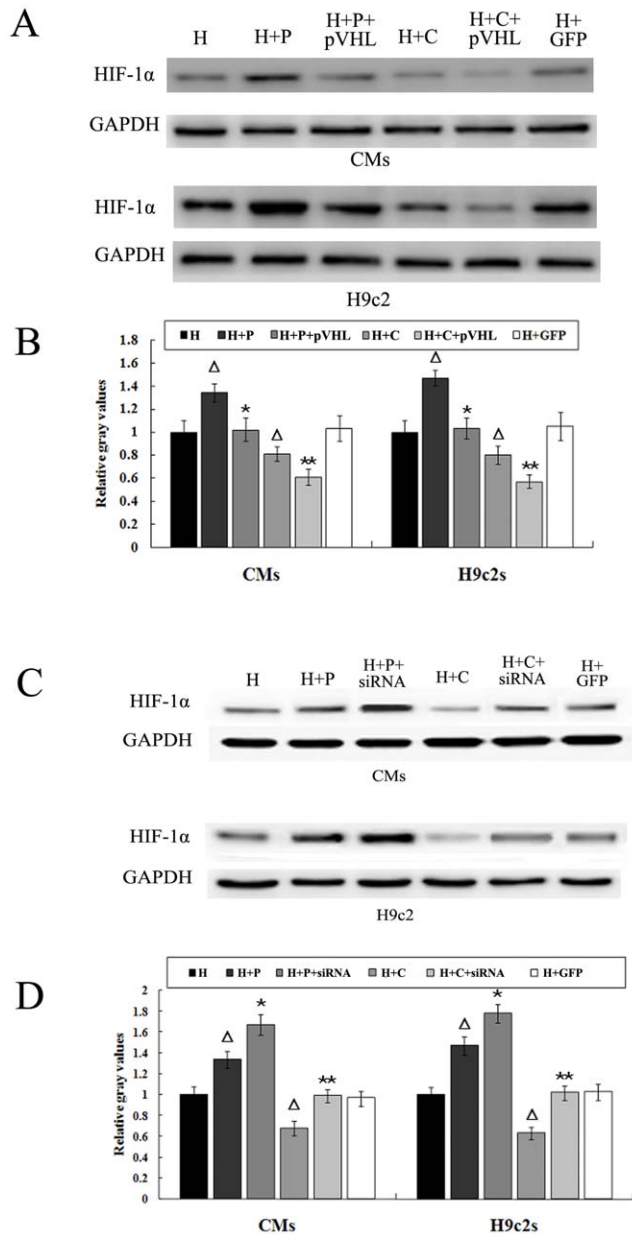 A
H H+P H+P+ pVHL H+C H+C+ pVHL H+ GFP
HIF-1α
GAPDH
CMs
HIF-1α
GAPDH
H9c2
B
H H+P H+P+pVHL H+C H+C+pVHL H+GFP
Relative gray values
1.8
1.6
1.4
1.2
1
0.8
0.6
0.4
0.2
0
Δ * Δ ** Δ * Δ **
CMs H9c2s
C
H H+P H+P+ siRNA H+C H+C+ siRNA H+ GFP
HIF-1α
GAPDH
CMs
HIF-1α
GAPDH
H9c2
D
H H+P H+P+siRNA H+C H+C+siRNA H+GFP
Relative gray values
2
1.8
1.6
1.4
1.2
1
0.8
0.6
0.4
0.2
0
Δ * Δ ** Δ * Δ **
CMs H9c2s